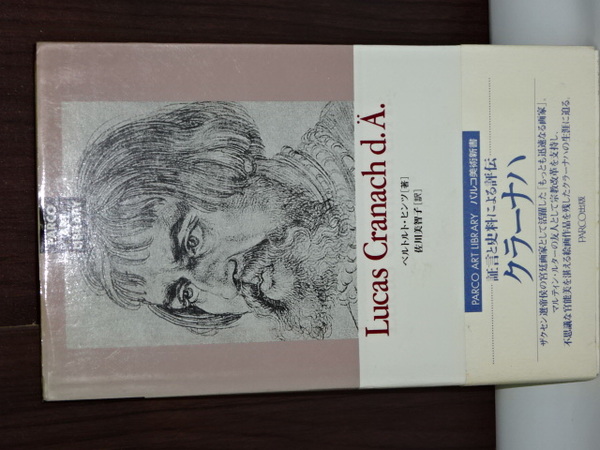 PARCO
ART
LIBRARY
Lucas Cranach d.Ä.
ベルトルト・ヒンツ[著]
佐川美智子[訳]
PARCO ART LIBRARY パルコ美術新書
証言と史料による評伝
クラーナハ
ザクセン選帝侯の宮廷画家として活躍した「もっとも迅速なる画家」、
マルティン・ルターの友人として宗教改革を支持し、
不思議な官能美を湛える絵画作品を残したクラーナハの生涯に迫る。
PARCO出版